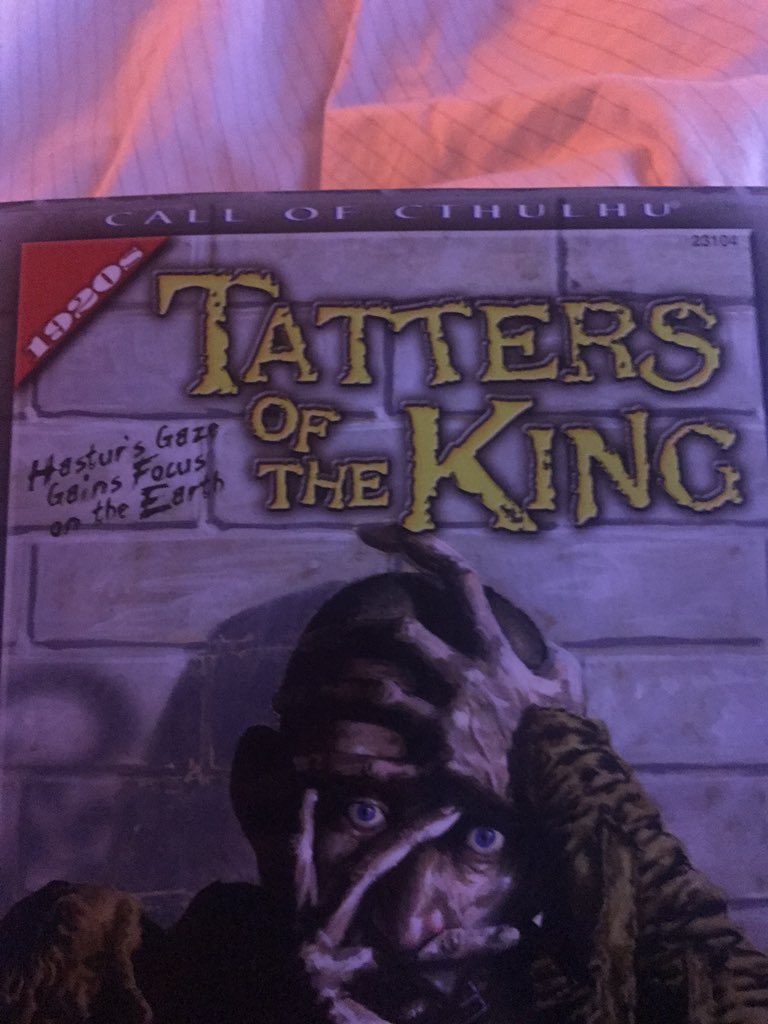 CALL OF CTHULHU®
23104
1920s
TATTERS
OF
THE KING
Hastur's Gaze
Gains Focus
on the Earth